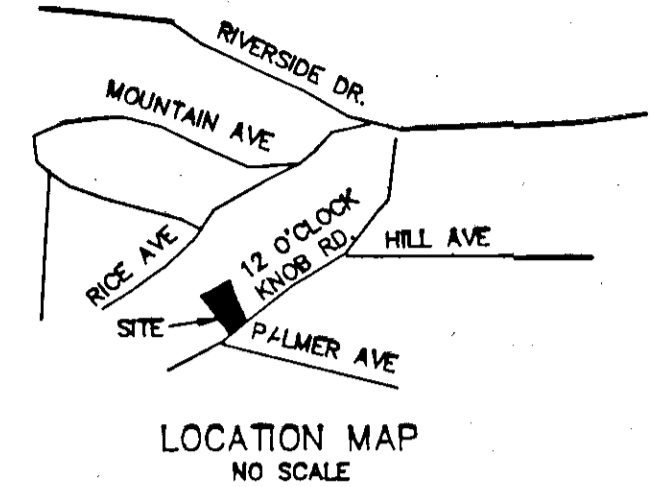 RIVERSIDE DR.
MOUNTAIN AVE
12 O'CLOCK
KNOB RD.
HILL AVE
RICE AVE
SITE
PALMER AVE
LOCATION MAP
NO SCALE